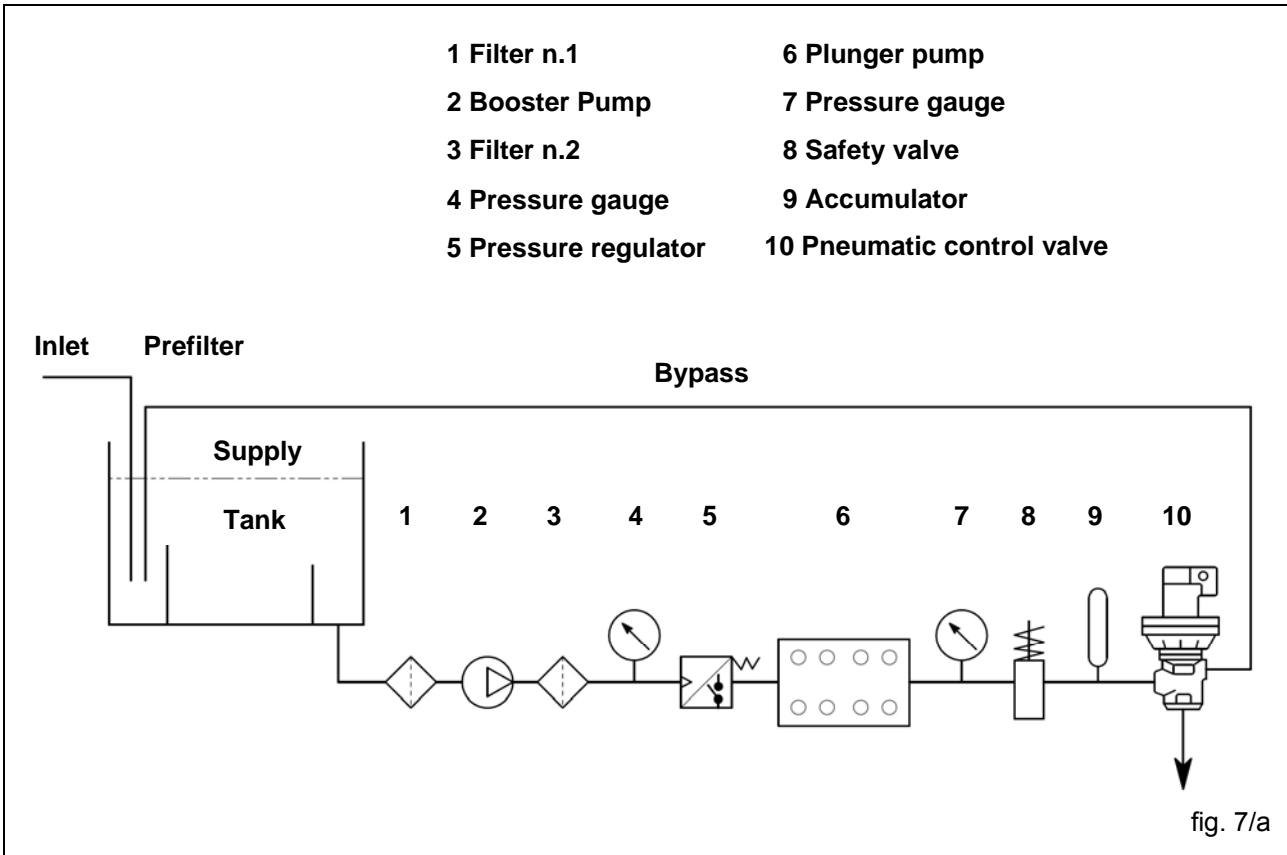 1 Filter n.1
2 Booster Pump
3 Filter n.2
4 Pressure gauge
5 Pressure regulator
6 Plunger pump
7 Pressure gauge
8 Safety valve
9 Accumulator
10 Pneumatic control valve
Inlet Prefilter
Bypass
Supply
Tank
1 2 3 4 5 6 7 8 9 10
fig. 7/a